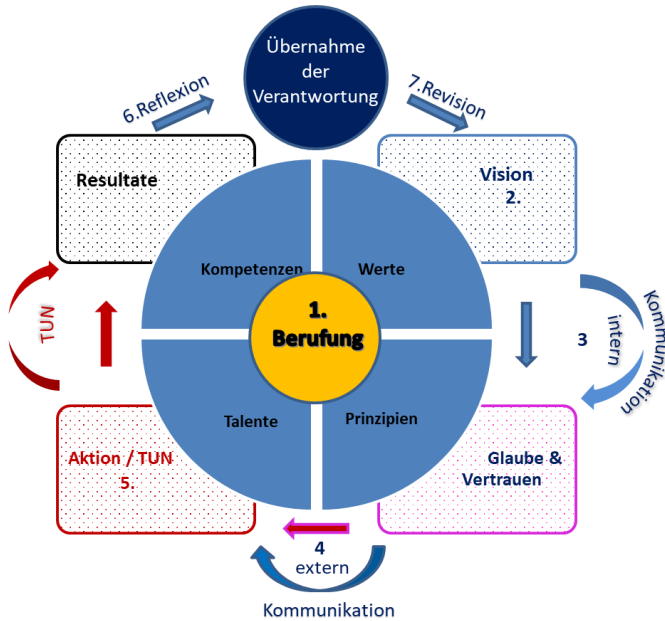 Übernahme
der
Verantwortung
6.Reflexion
7.Revision
Resultate
Vision
2.
Kompetenzen
Werte
1.
Berufung
TUN
3
intern
Kommunikation
Talente
Prinzipien
Aktion / TUN
5.
Glaube &
Vertrauen
4
extern
Kommunikation